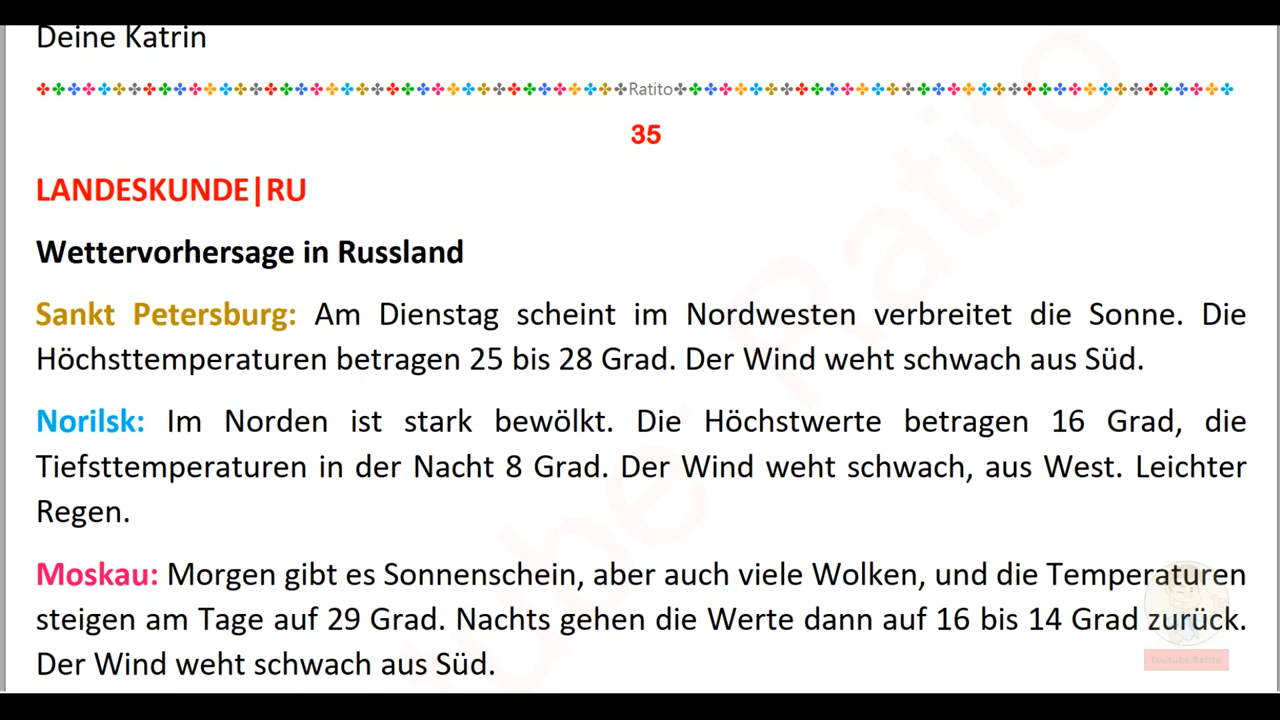 Deine Katrin
Ratito
35
LANDESKUNDE|RU
Wettervorhersage in Russland
Sankt Petersburg: Am Dienstag scheint im Nordwesten verbreitet die Sonne. Die
Höchsttemperaturen betragen 25 bis 28 Grad. Der Wind weht schwach aus Süd.
Norilsk: Im Norden ist stark bewölkt. Die Höchstwerte betragen 16 Grad, die
Tiefsttemperaturen in der Nacht 8 Grad. Der Wind weht schwach, aus West. Leichter
Regen.
Moskau: Morgen gibt es Sonnenschein, aber auch viele Wolken, und die Temperaturen
steigen am Tage auf 29 Grad. Nachts gehen die Werte dann auf 16 bis 14 Grad zurück.
Der Wind weht schwach aus Süd.
Youtube:Ratito
ube: Ratito